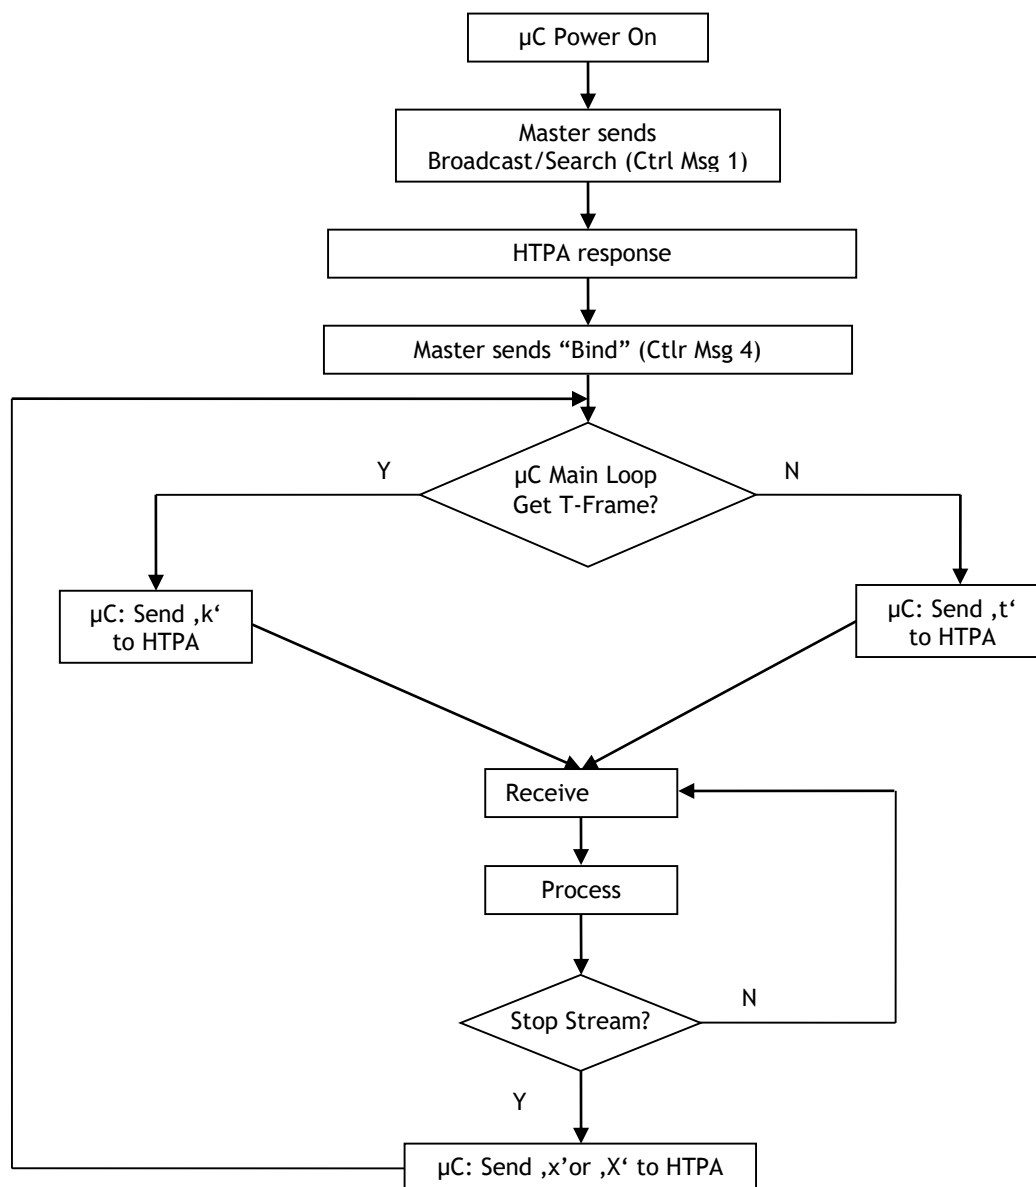 µC Power On
Master sends
Broadcast/Search (Ctrl Msg 1)
HTPA response
Master sends “Bind” (Ctlr Msg 4)
Y
µC Main Loop
Get T-Frame?
N
µC: Send ‚k‘
to HTPA
µC: Send ‚t‘
to HTPA
Receive
Process
Stop Stream?
N
Y
µC: Send ‚x’or ‚X‘ to HTPA